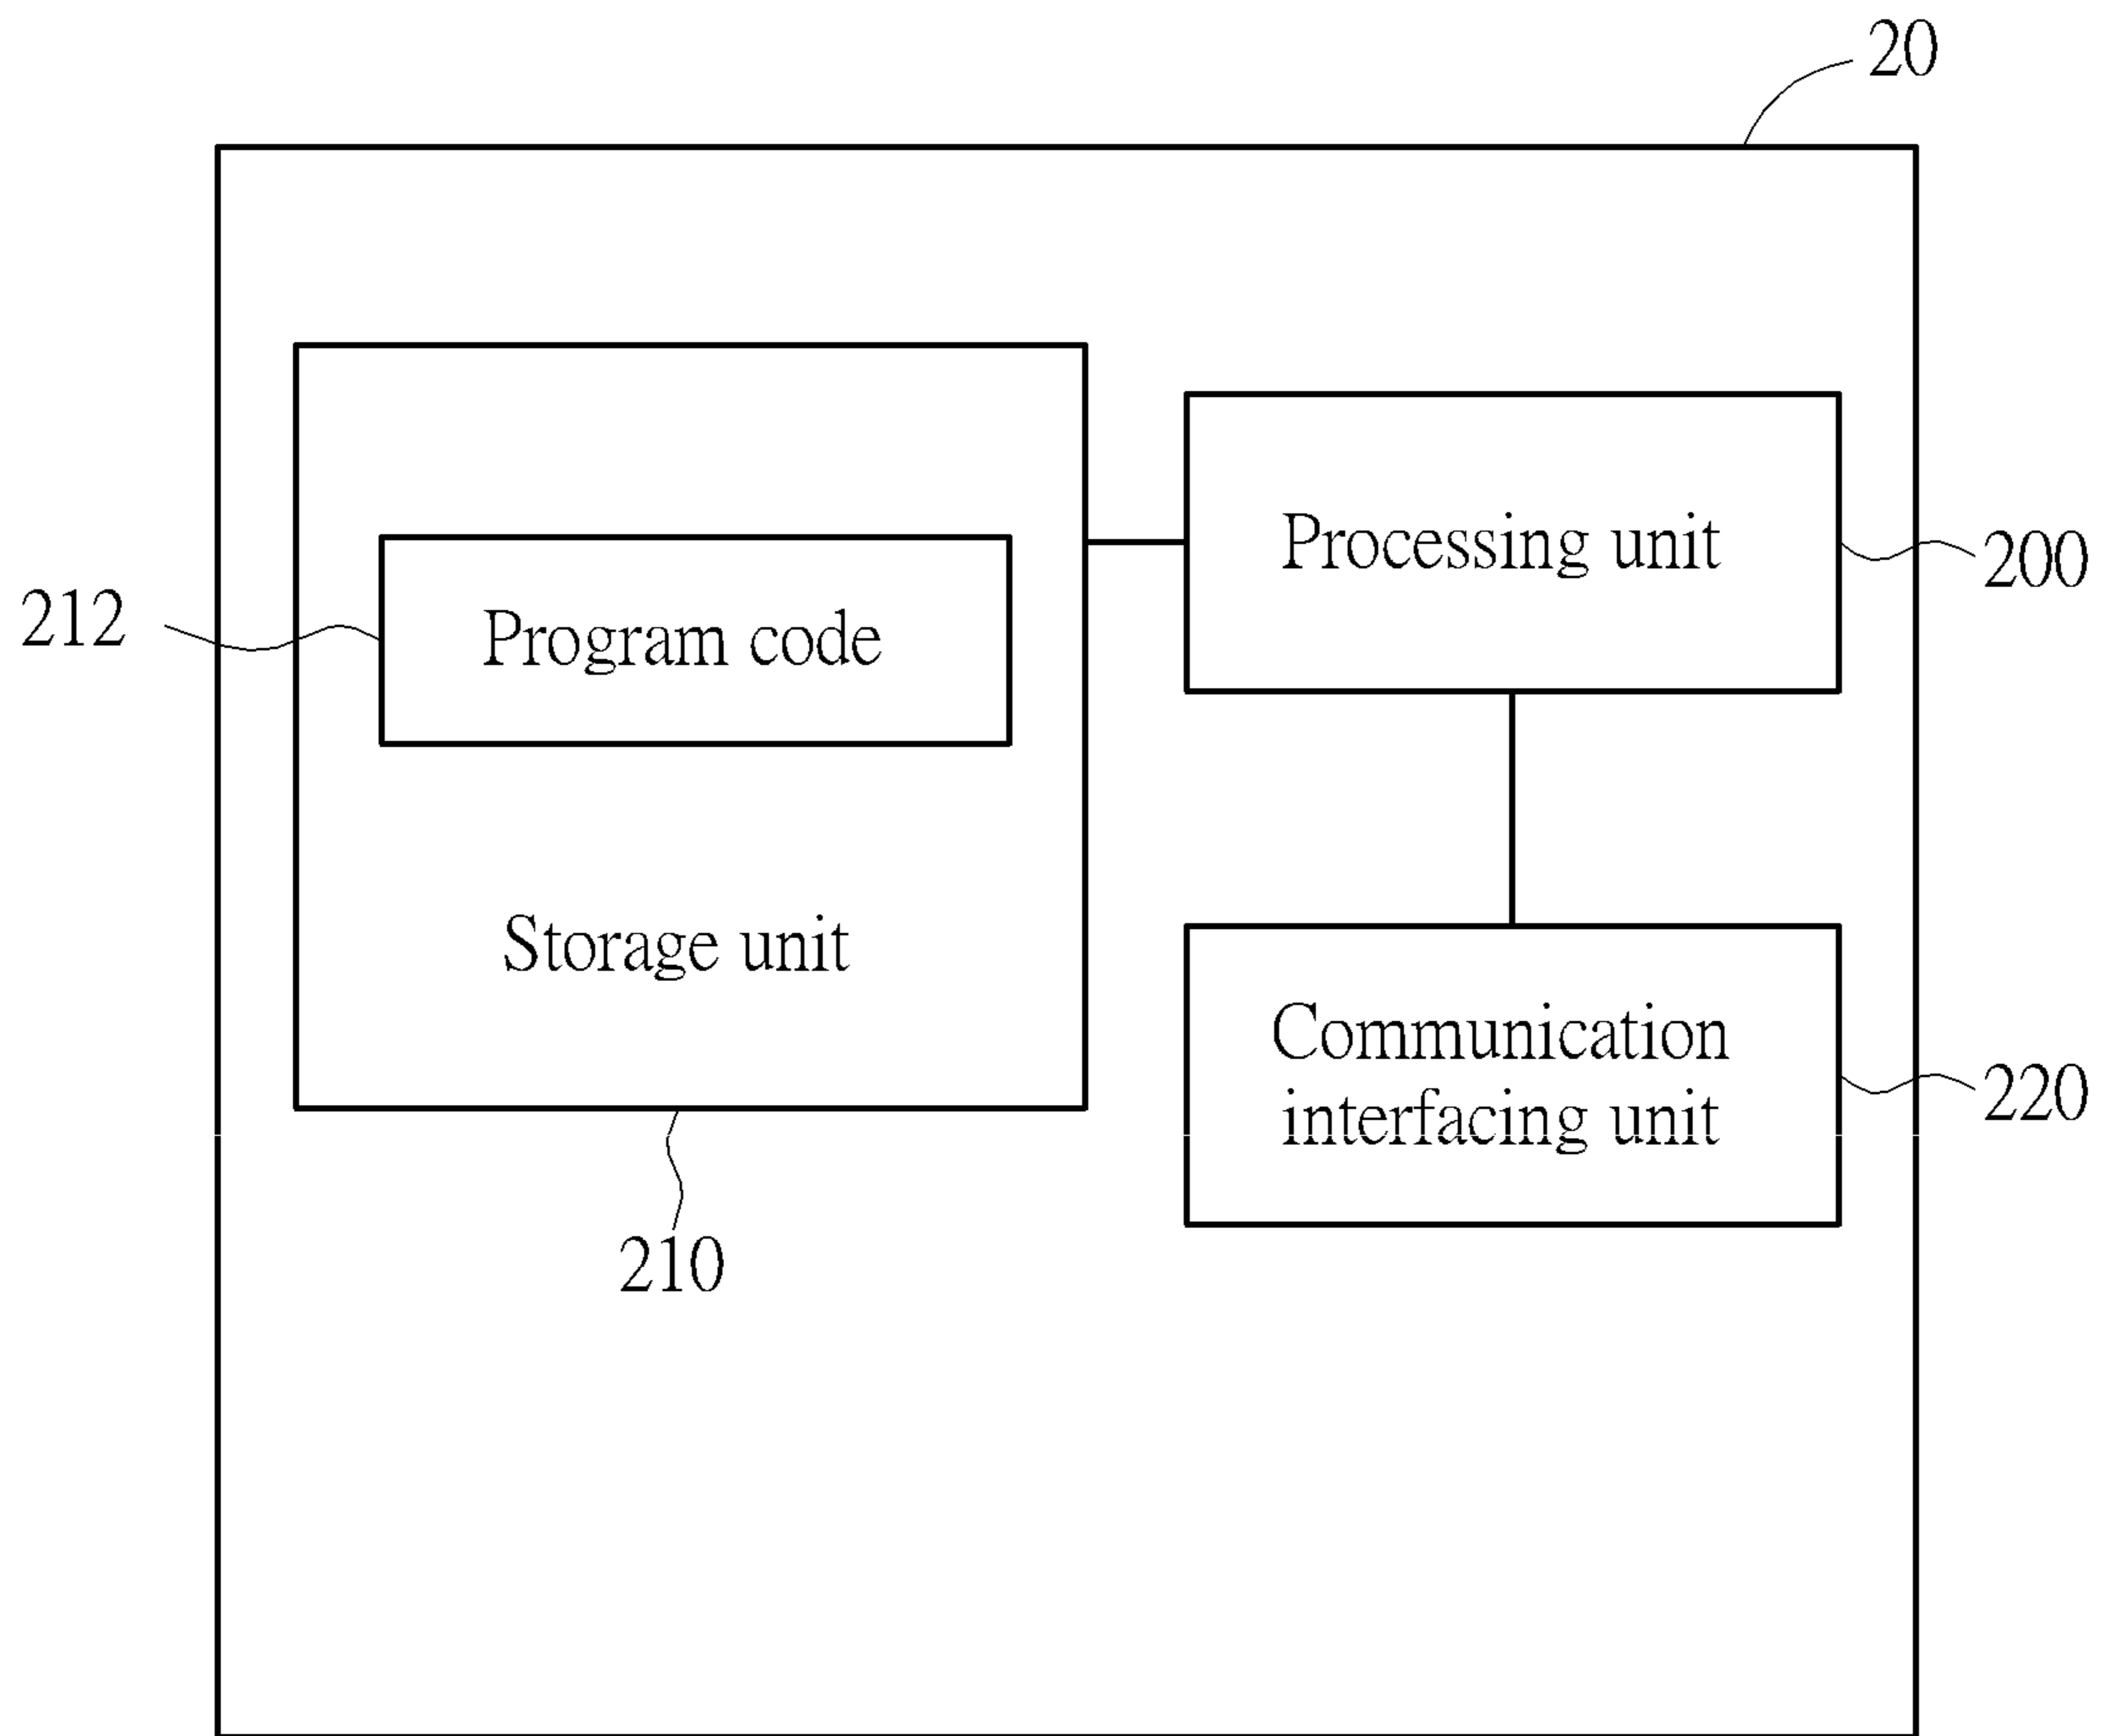 20
Processing unit
200
212
Program code
Storage unit
Communication
interfacing unit
220
210